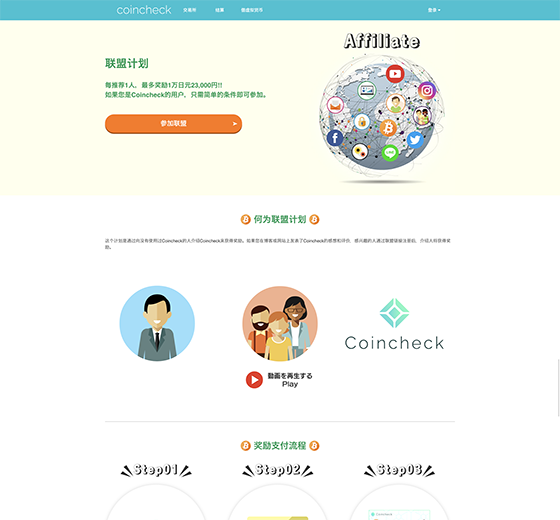 coincheck
交易所
结算
登录
Affiliate
联盟计划
每推荐1人，最多奖励1万日元23,000円!!
如果您是Coincheck的用户，只需简单的条件即可参加。
参加联盟
何为联盟计划
这个计划是通过向没有使用过Coincheck的人介绍Coincheck来获得奖励。如果您在博客或网站上发表了Coincheck的感想和评价，感兴趣的人通过联盟链接注册后，介绍人将获得奖
励。
Coincheck
動画を再生する
Play
奖励支付流程
Step01
Step02
Step03